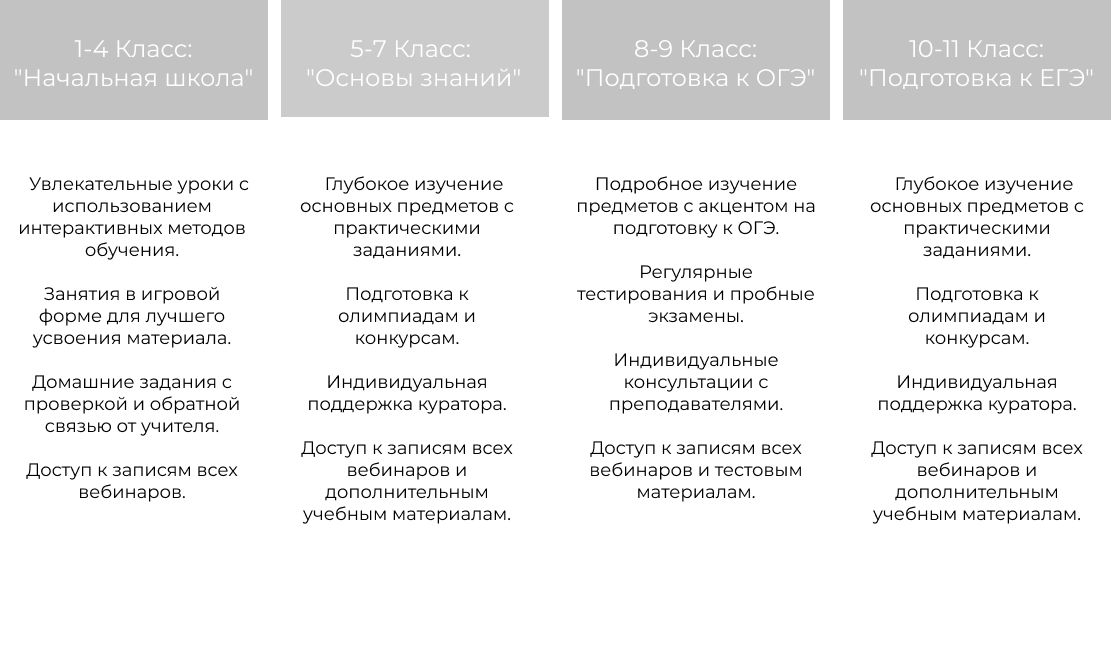 1-4 Класс:
"Начальная школа"
Увлекательные уроки с
использованием
интерактивных методов
обучения.
Занятия в игровой
форме для лучшего
усвоения материала.
Домашние задания с
проверкой и обратной
связью от учителя.
Доступ к записям всех
вебинаров.
5-7 Класс:
"Основы знаний"
Глубокое изучение
основных предметов с
практическими
заданиями.
Подготовка к
олимпиадам и
конкурсам.
Индивидуальная
поддержка куратора.
Доступ к записям всех
вебинаров и
дополнительным
учебным материалам.
8-9 Класс:
"Подготовка к ОГЭ"
Подробное изучение
предметов с акцентом на
подготовку к ОГЭ.
Регулярные
тестирования и пробные
экзамены.
Индивидуальные
консультации с
преподавателями.
Доступ к записям всех
вебинаров и тестовым
материалам.
10-11 Класс:
"Подготовка к ЕГЭ"
Глубокое изучение
основных предметов с
практическими
заданиями.
Подготовка к
олимпиадам и
конкурсам.
Индивидуальная
поддержка куратора.
Доступ к записям всех
вебинаров и
дополнительным
учебным материалам.